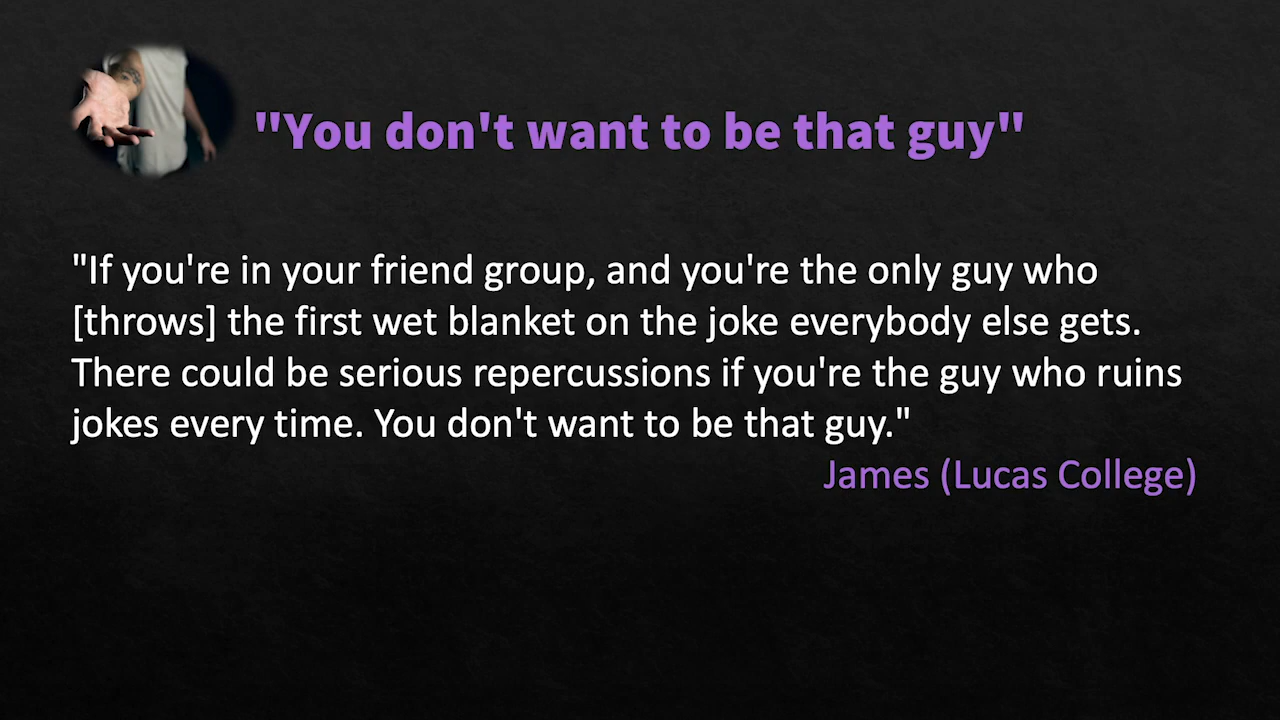 "You don't want to be that guy"
"If you're in your friend group, and you're the only guy who
[throws] the first wet blanket on the joke everybody else gets.
There could be serious repercussions if you're the guy who ruins
jokes every time. You don't want to be that guy."
James (Lucas College)